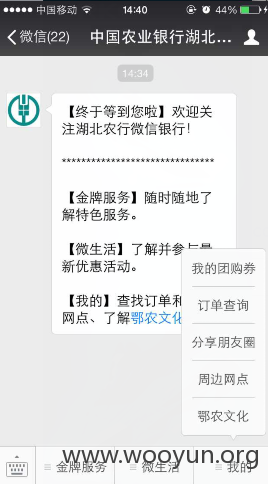 中国移动 14:40 44%
微信(22) 中国农业银行湖北...
14:34
【终于等到您啦】欢迎关
注湖北农行微信银行！
*******************************
【金牌服务】随时随地了
解特色服务。
【微生活】了解并参与最
新优惠活动。
【我的】查找订单和
网点、了解鄂农文化
我的团购券
订单查询
分享朋友圈
周边网点
鄂农文化
金牌服务 微生活 我的
www.wooyun.org